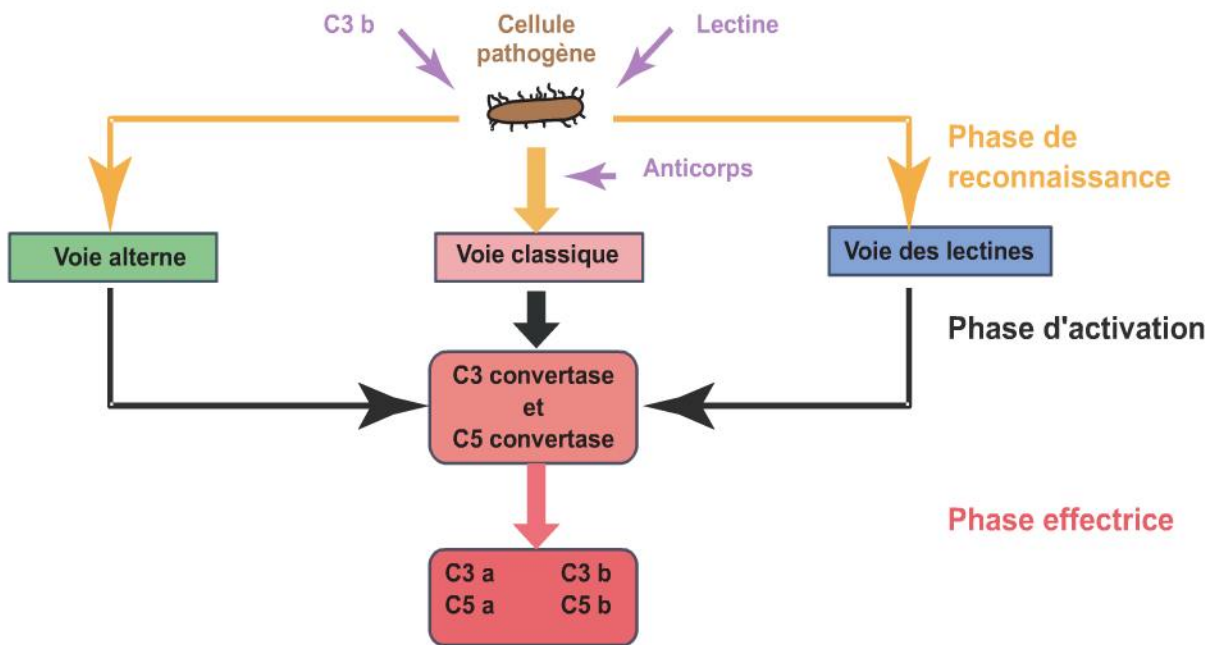 C3 b
Cellule
pathogène
Lectine
Anticorps
Phase de
reconnaissance
Voie alterne
Voie classique
Voie des lectines
Phase d'activation
C3 convertase
et
C5 convertase
Phase effectrice
C3 a C3 b
C5 a C5 b